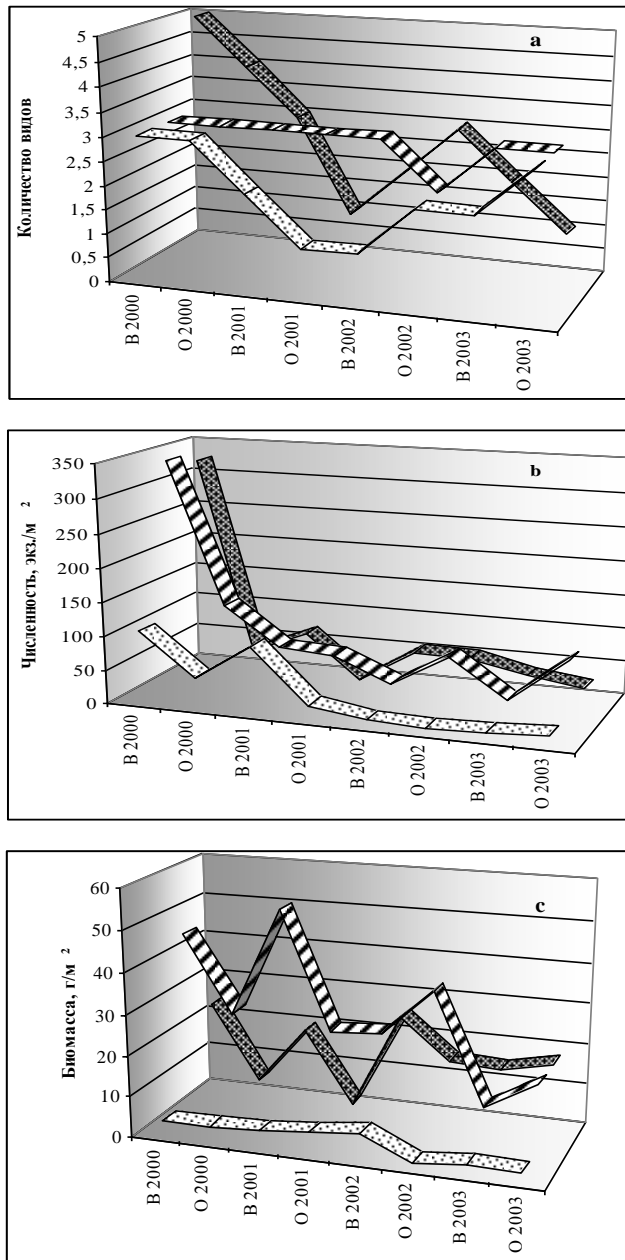 a
Количество видов
5
4,5
4
3,5
3
2,5
2
1,5
1
0,5
0
В 2000
О 2000
В 2001
О 2001
В 2002
О 2002
В 2003
О 2003
b
Численность, экз./м 2
350
300
250
200
150
100
50
0
В 2000
О 2000
В 2001
О 2001
В 2002
О 2002
В 2003
О 2003
c
Биомасса, г/м 2
60
50
40
30
20
10
0
В 2000
О 2000
В 2001
О 2001
В 2002
О 2002
В 2003
О 2003